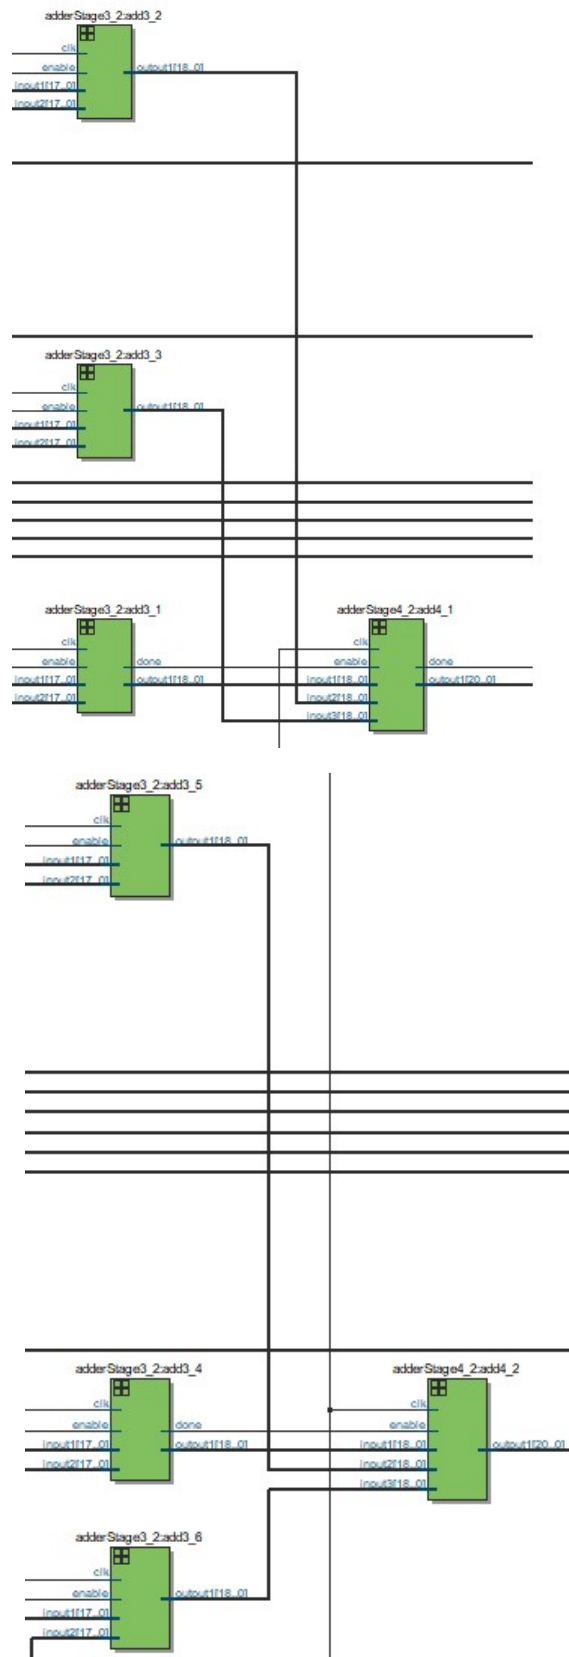 adderStage3_2:add3_2
clk
enable output1[18..0]
input1[17..0]
input2[17..0]
adderStage3_2:add3_3
clk
enable output1[18..0]
input1[17..0]
input2[17..0]
adderStage3_2:add3_1 adderStage4_2:add4_1
clk clk
enable done enable done
input1[17..0] output1[18..0] input1[18..0] output1[20..0]
input2[17..0] input2[18..0]
input3[18..0]
adderStage3_2:add3_5
clk
enable output1[18..0]
input1[17..0]
input2[17..0]
adderStage3_2:add3_4 adderStage4_2:add4_2
clk clk
enable done enable
input1[17..0] output1[18..0] input1[18..0] output1[20..0]
input2[17..0] input2[18..0]
input3[18..0]
adderStage3_2:add3_6
clk
enable output1[18..0]
input1[17..0]
input2[17..0]